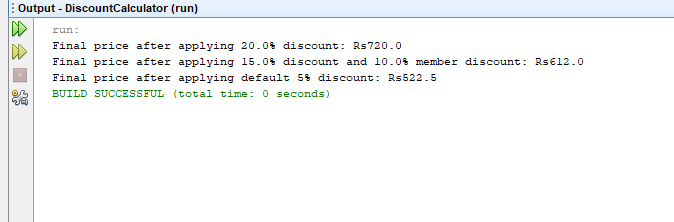 Output - DiscountCalculator (run)
run:
Final price after applying 20.0% discount: Rs720.0
Final price after applying 15.0% discount and 10.0% member discount: Rs612.0
Final price after applying default 5% discount: Rs522.5
BUILD SUCCESSFUL (total time: 0 seconds)